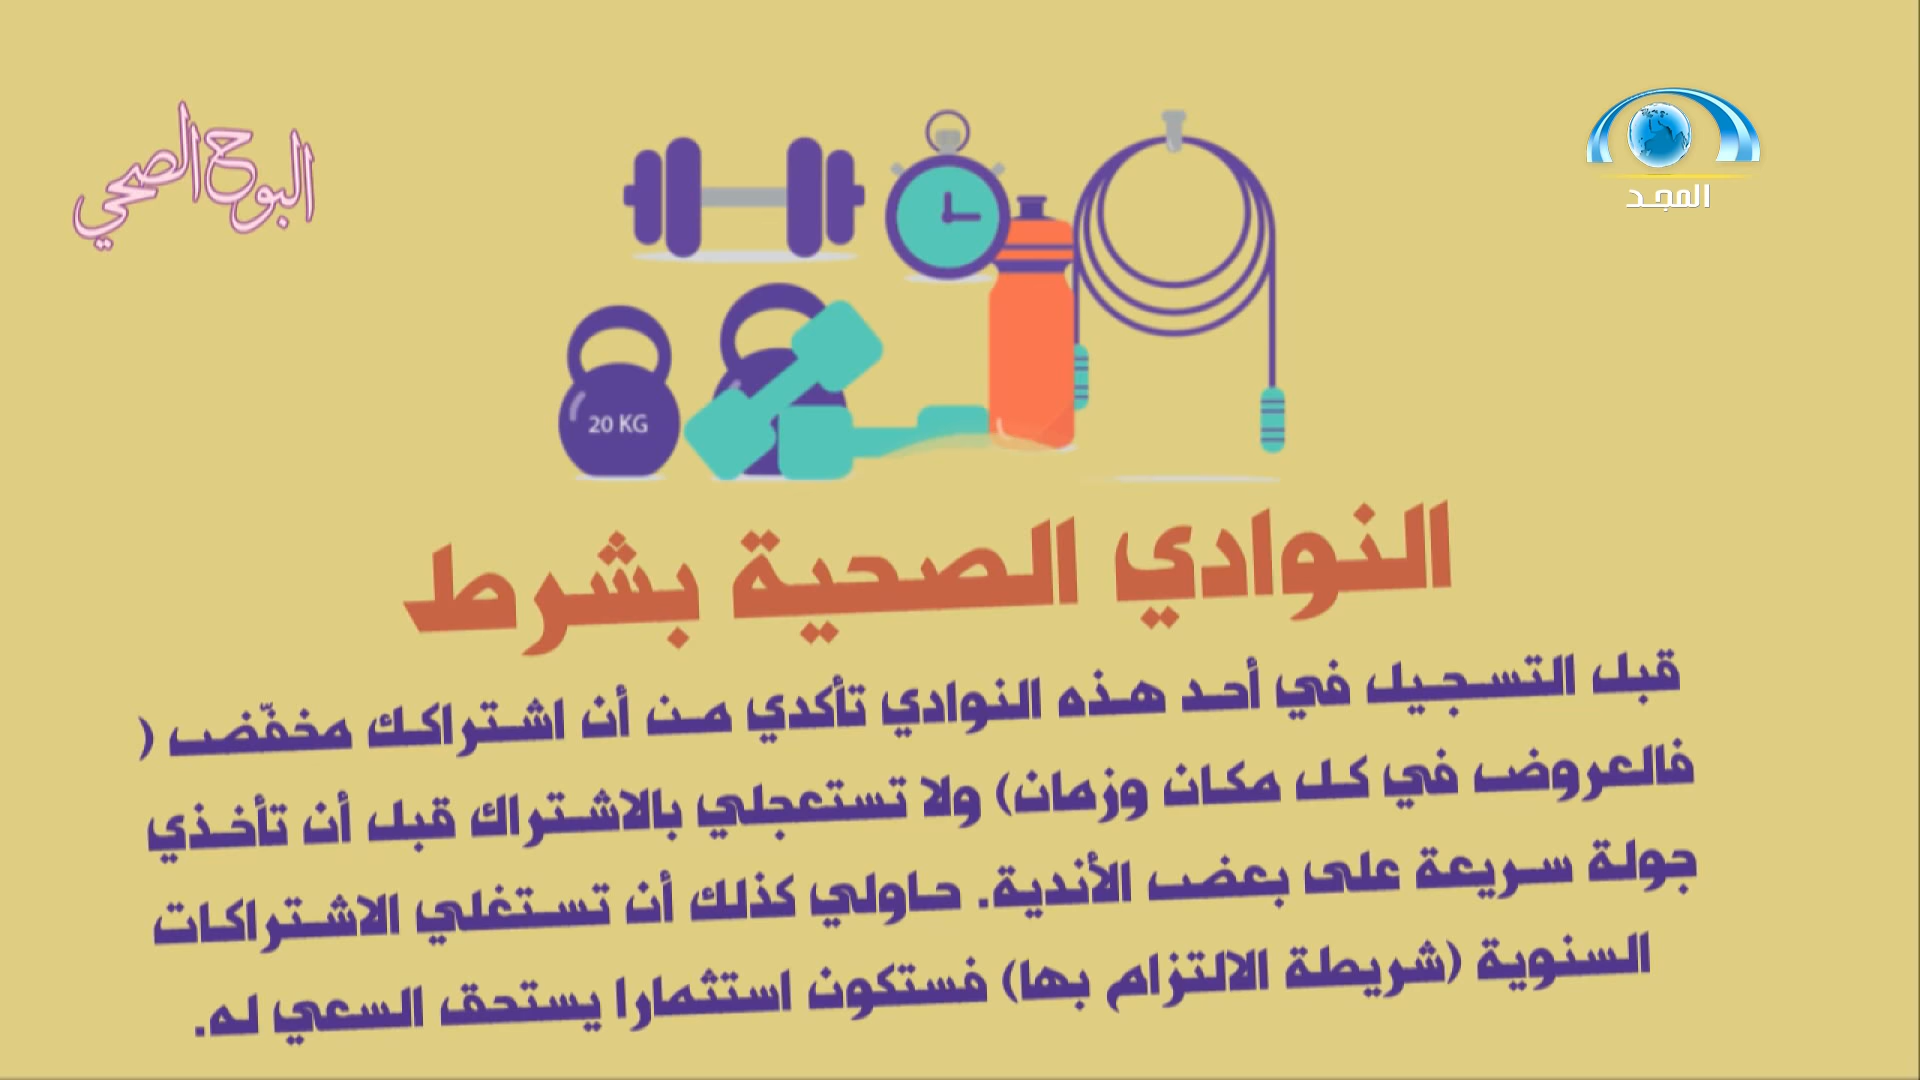 البوح الصحي
المجد
20 KG
النوادي الصحية بشرط
قبل التسجيل في أحد هذه النوادي تأكدي من أن اشتراكك مخفّض (
فالعروض في كل مكان وزمان) ولا تستعجلي بالاشتراك قبل أن تأخذي
جولة سريعة على بعض الأندية. حاولي كذلك أن تستغلي الاشتراكات
السنوية (شريطة الالتزام بها) فستكون استثمارا يستحق السعي له.